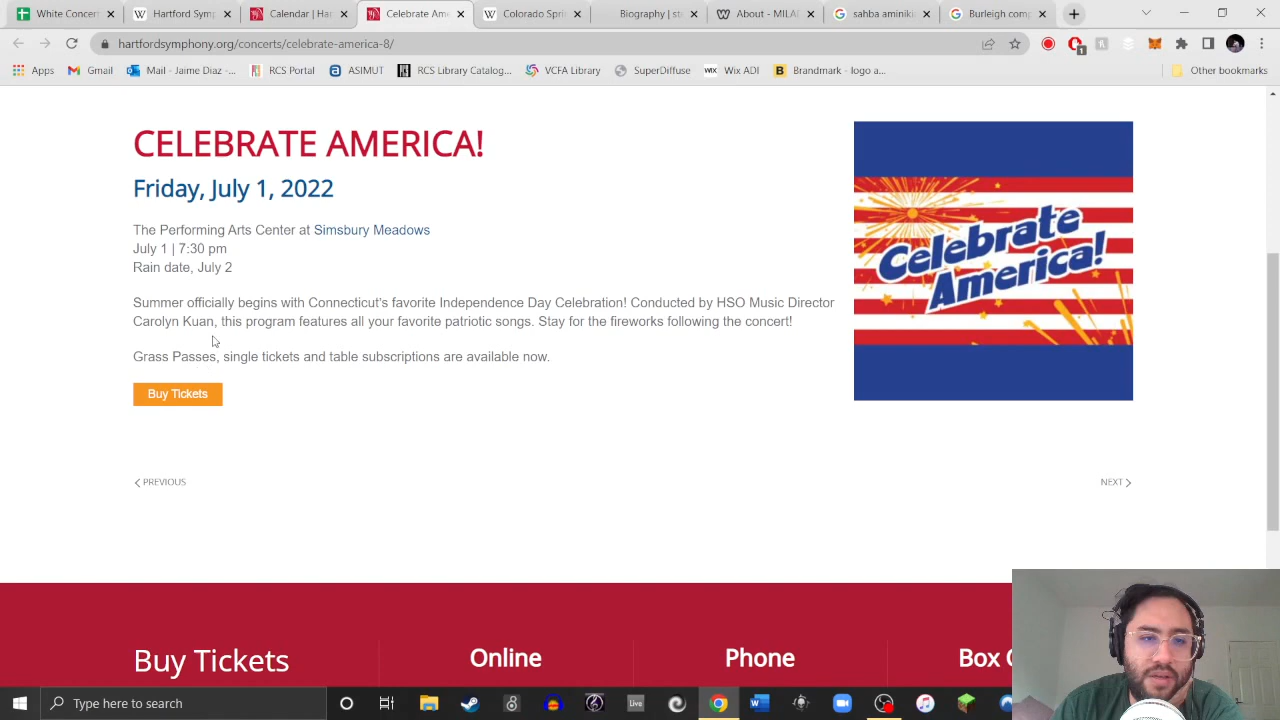 White Concert
Hartford Symp
Calendar | Har
Celebrate Ame
Colorado Sprin
Biography | st
About - MILAI
sahba aminiki
Burleigh comp
hartfordsymphony.org/concerts/celebrate-america-8/
1
Apps
Gmail
Mail - Jaime Diaz -...
RCS Portal
ASIMUT
RCS Library Catalog...
VCFA Library
SuperDiffuse
WIX
Wix ADI
Brandmark - logo a...
Other bookmarks
CELEBRATE AMERICA!
Friday, July 1, 2022
The Performing Arts Center at Simsbury Meadows
July 1 | 7:30 pm
Rain date, July 2
Summer officially begins with Connecticut's favorite Independence Day Celebration! Conducted by HSO Music Director
Carolyn Kuan, this program features all your favorite patriotic songs. Stay for the fireworks following the concert!
Grass Passes, single tickets and table subscriptions are available now.
Buy Tickets
Celebrate
America!
PREVIOUS
NEXT
Buy Tickets
Online
Phone
Box
Type here to search
Live